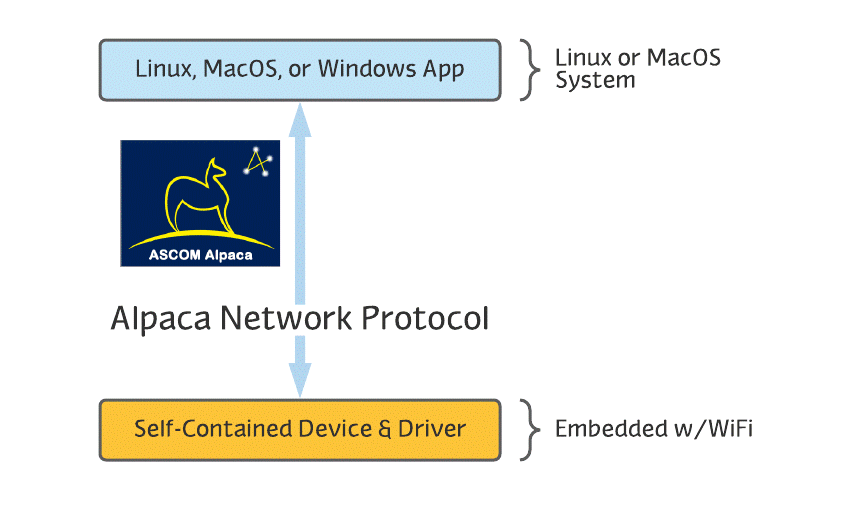 Linux, MacOS, or Windows App
Linux or MacOS
System
ASCOM Alpaca
Alpaca Network Protocol
Self-Contained Device & Driver
Embedded w/WiFi